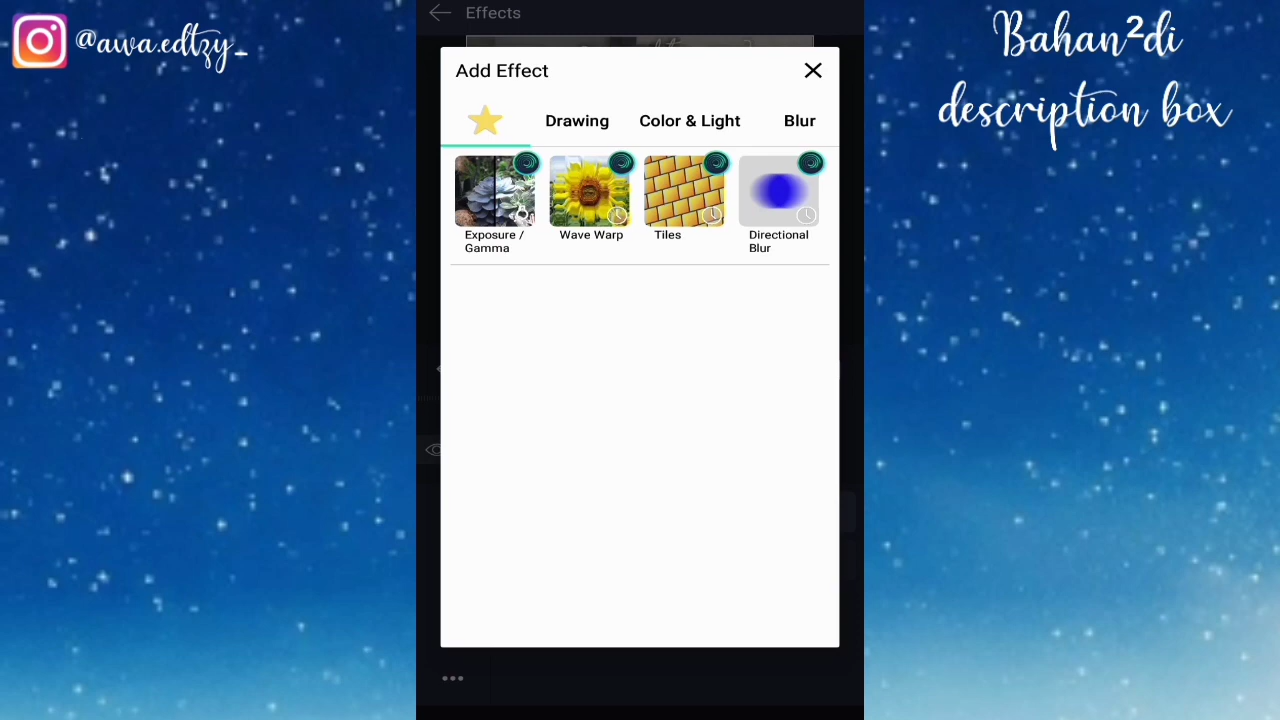 @awa.edtzy_
Bahan²di
description box
Effects
Add Effect
Drawing
Color & Light
Blur
Exposure /
Gamma
Wave Warp
Tiles
Directional
Blur